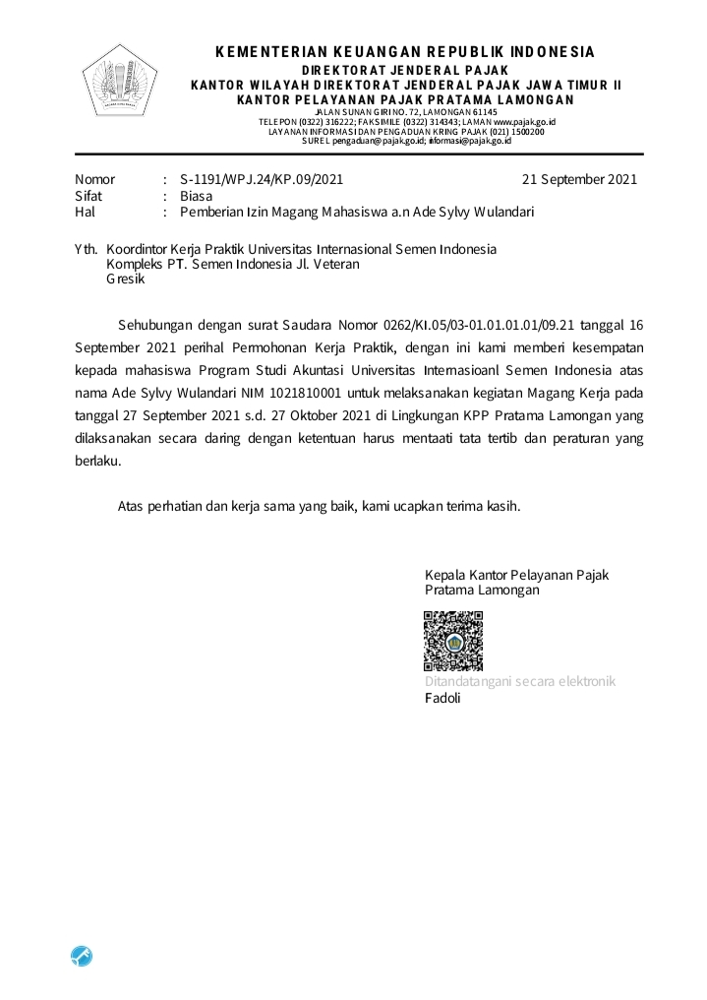 KEMENTERIAN KEUANGAN REPUBLIK INDONESIA
DIREKTORAT JENDERAL PAJAK
KANTOR WILAYAH DIREKTORAT JENDERAL PAJAK JAWA TIMUR II
KANTOR PELAYANAN PAJAK PRATAMA LAMONGAN
JALAN SUNAN GIRI NO. 72, LAMONGAN 61145
TELEPON (0322) 316222; FAKSIMILE (0322) 314343; LAMAN www.pajak.go.id
LAYANAN INFORMASI DAN PENGADUAN KRING PAJAK (021) 1500200
SUREL pengaduan@pajak.go.id; informasi@pajak.go.id
Nomor : S-1191/WPJ.24/KP.09/2021 21 September 2021
Sifat : Biasa
Hal : Pemberian Izin Magang Mahasiswa a.n Ade Sylvy Wulandari
Yth. Koordintor Kerja Praktik Universitas Internasional Semen Indonesia
Kompleks PT. Semen Indonesia Jl. Veteran
Gresik
Sehubungan dengan surat Saudara Nomor 0262/KI.05/03-01.01.01.01/09.21 tanggal 16
September 2021 perihal Permohonan Kerja Praktik, dengan ini kami memberi kesempatan
kepada mahasiswa Program Studi Akuntasi Universitas Internasioanl Semen Indonesia atas
nama Ade Sylvy Wulandari NIM 1021810001 untuk melaksanakan kegiatan Magang Kerja pada
tanggal 27 September 2021 s.d. 27 Oktober 2021 di Lingkungan KPP Pratama Lamongan yang
dilaksanakan secara daring dengan ketentuan harus mentaati tata tertib dan peraturan yang
berlaku.
Atas perhatian dan kerja sama yang baik, kami ucapkan terima kasih.
Kepala Kantor Pelayanan Pajak
Pratama Lamongan
Ditandatangani secara elektronik
Fadoli